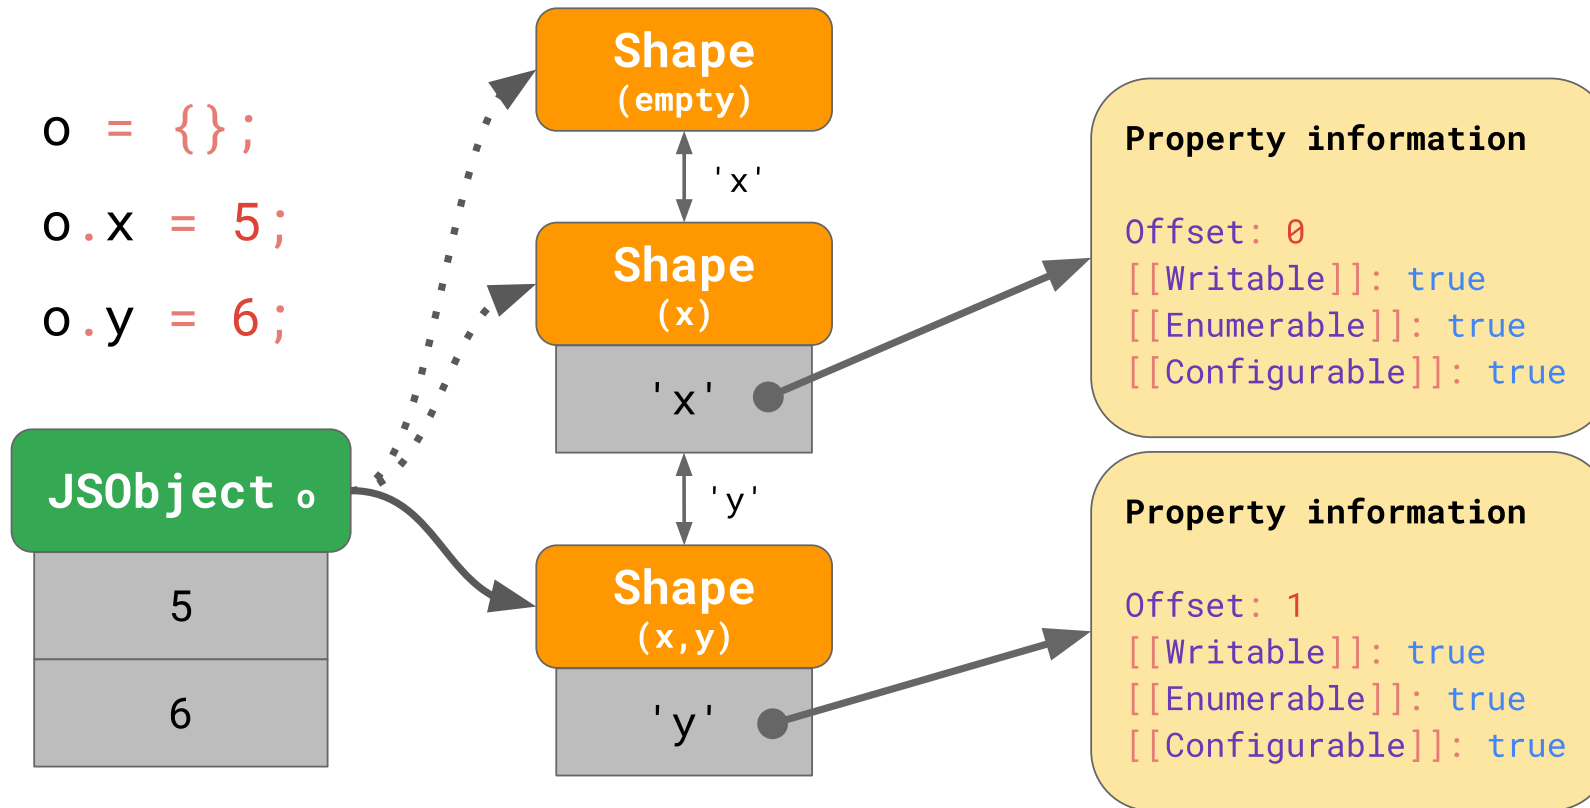 o = {};
o.x = 5;
o.y = 6;
JSObject o
5
6
Shape
(empty)
'x'
Shape
(x)
'x'
'y'
Shape
(x,y)
'y'
Property information
Offset: 0
[[Writable]]: true
[[Enumerable]]: true
[[Configurable]]: true
Property information
Offset: 1
[[Writable]]: true
[[Enumerable]]: true
[[Configurable]]: true